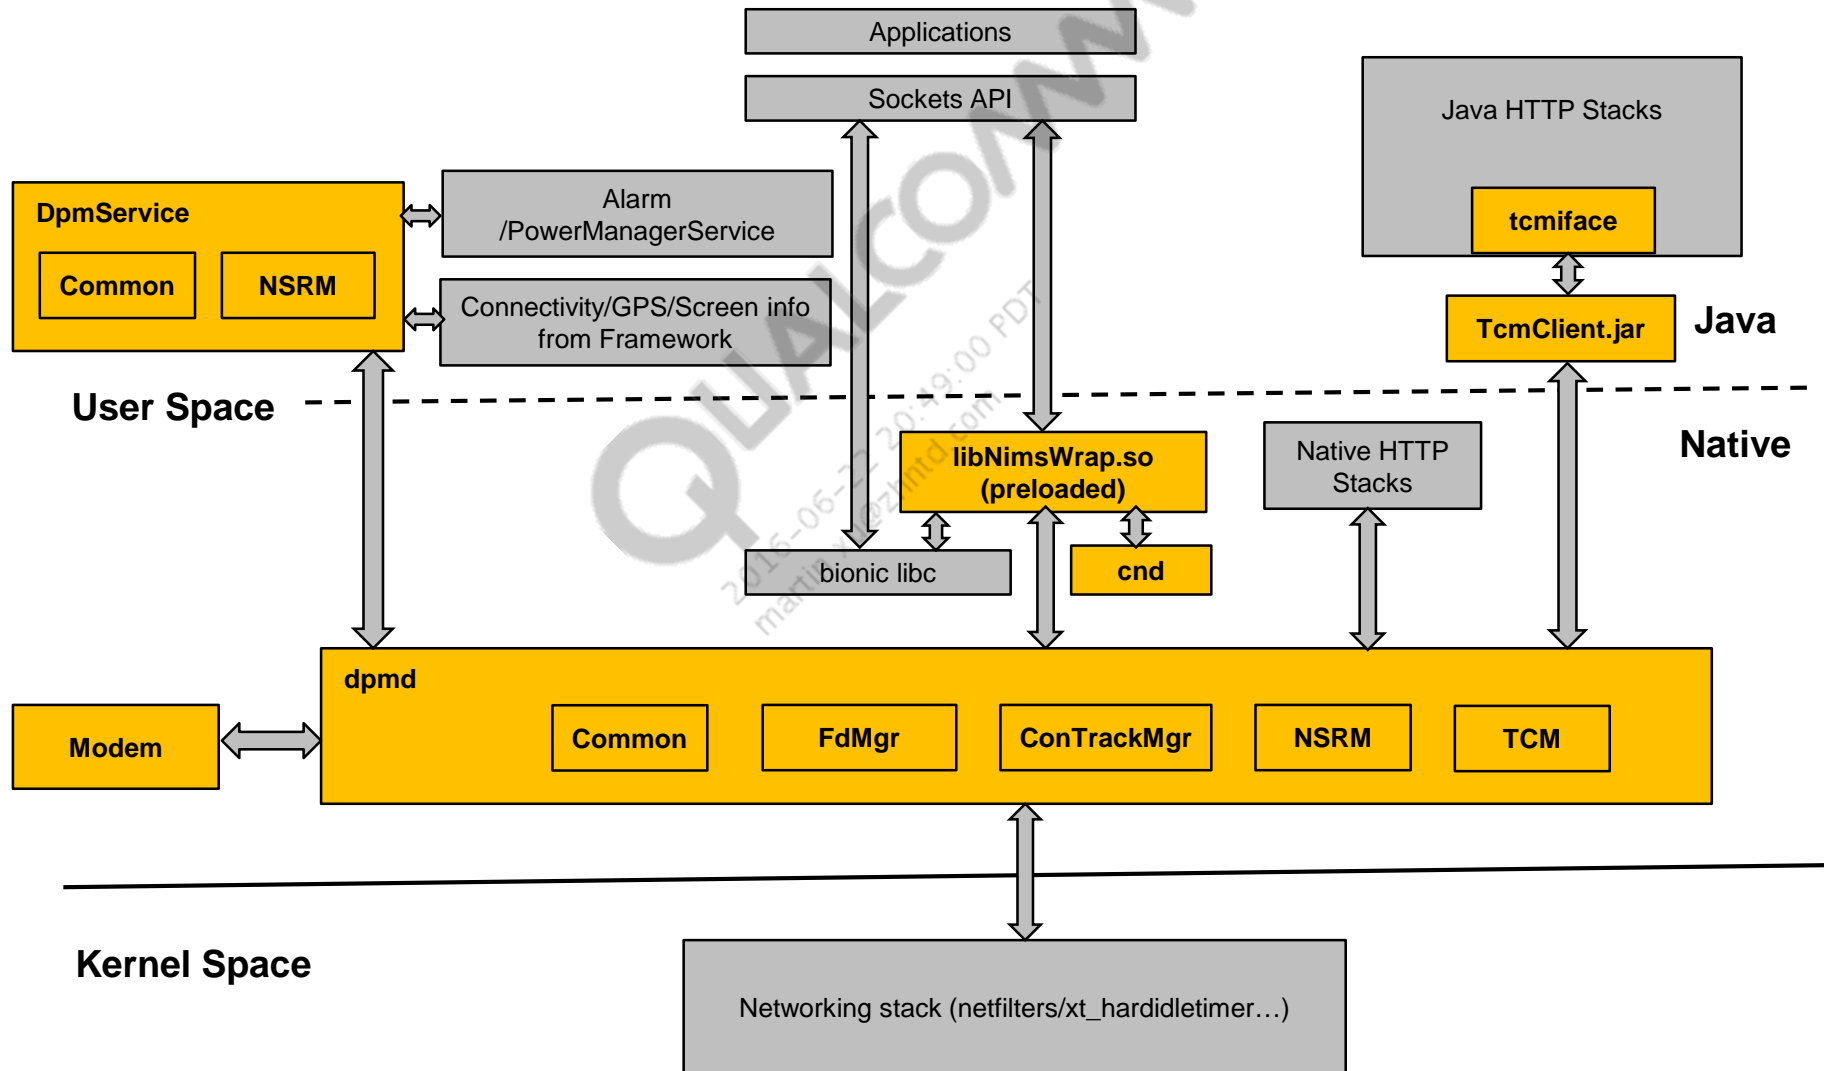 Applications
Sockets API
Java HTTP Stacks
tcmiface
DpmService
Common
NSRM
Alarm
/PowerManagerService
Connectivity/GPS/Screen info
from Framework
TcmClient.jar
Java
User Space
Native
libNimsWrap.so
(preloaded)
Native HTTP
Stacks
bionic libc
cnd
dpmd
Modem
Common
FdMgr
ConTrackMgr
NSRM
TCM
Kernel Space
Networking stack (netfilters/xt_hardidletimer…)
2016-06-22 20:49:00 PDT